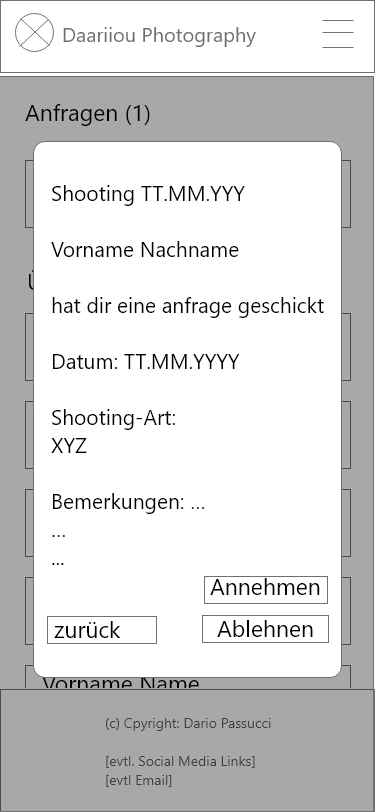 Daariiou Photography
Anfragen (1)
Shooting TT.MM.YYY
Vorname Nachname
hat dir eine anfrage geschickt
Datum: TT.MM.YYYY
Shooting-Art:
XYZ
Bemerkungen: ...
...
...
Annehmen
zurück
Ablehnen
Vorname Name
(c) Cpyright: Dario Passucci
[evtl. Social Media Links]
[evtl Email]